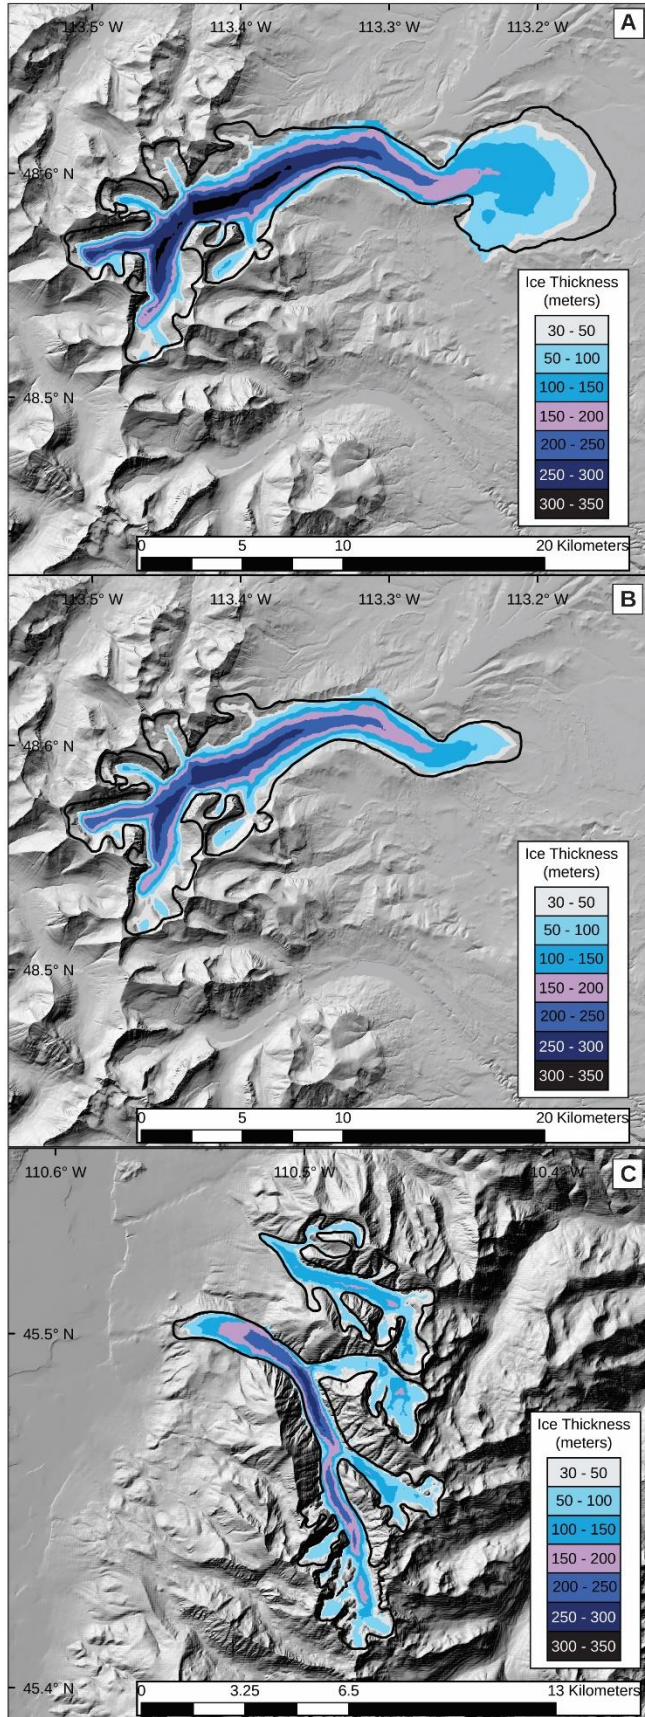 113.5° W 113.4° W 113.3° W 113.2° W A
48.6° N
48.5° N
Ice Thickness
(meters)
30 - 50
50 - 100
100 - 150
150 - 200
200 - 250
250 - 300
300 - 350
0 5 10 20 Kilometers
113.5° W 113.4° W 113.3° W 113.2° W B
48.6° N
48.5° N
Ice Thickness
(meters)
30 - 50
50 - 100
100 - 150
150 - 200
200 - 250
250 - 300
300 - 350
0 5 10 20 Kilometers
110.6° W 110.5° W 110.4° W C
45.5° N
45.4° N
Ice Thickness
(meters)
30 - 50
50 - 100
100 - 150
150 - 200
200 - 250
250 - 300
300 - 350
0 3.25 6.5 13 Kilometers